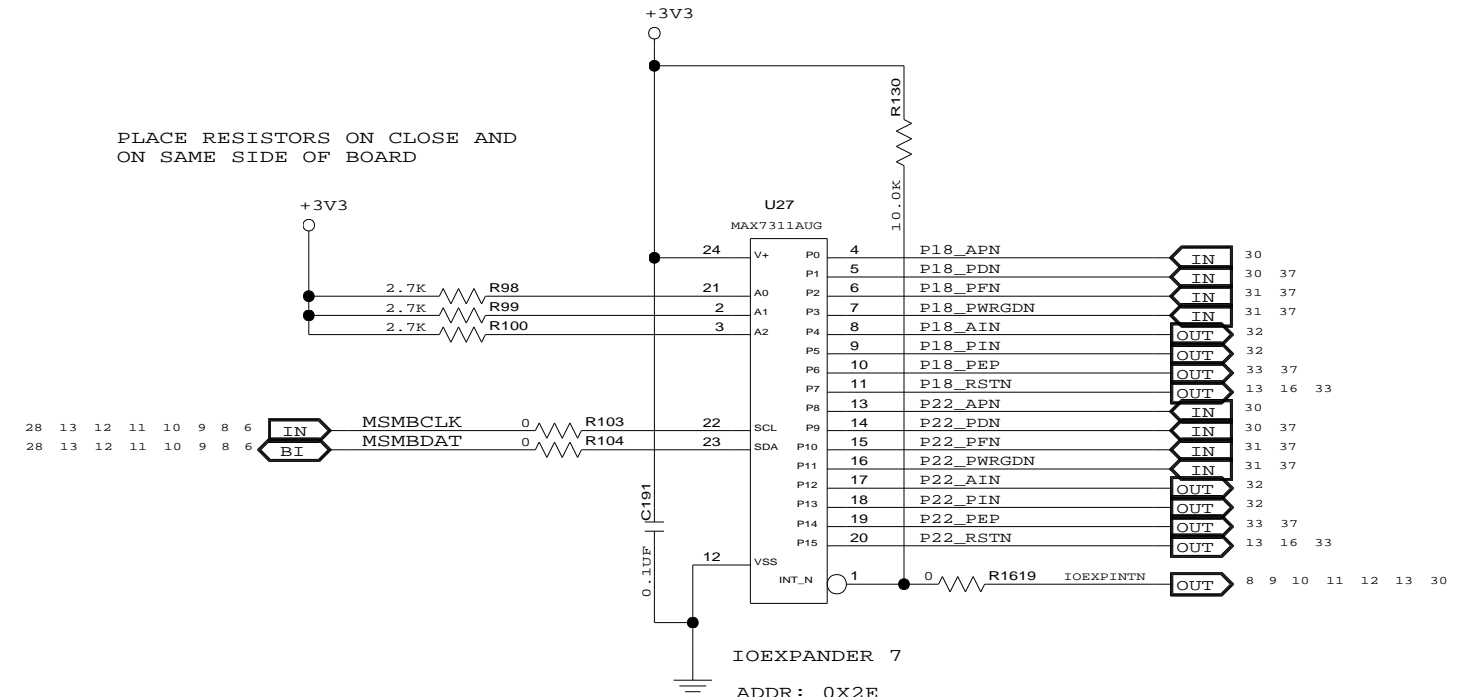 +3V3
R130
10.0K
PLACE RESISTORS ON CLOSE AND
ON SAME SIDE OF BOARD
+3V3
U27
MAX7311AUG
24 V+ P0 4 P18_APN IN 30
P1 5 P18_PDN IN 30 37
2.7K R98 21 A0 P2 6 P18_PFN IN 31 37
2.7K R99 2 A1 P3 7 P18_PWRGDN IN 31 37
2.7K R100 3 A2 P4 8 P18_AIN OUT 32
P5 9 P18_PIN OUT 32
P6 10 P18_PEP OUT 33 37
P7 11 P18_RSTN OUT 13 16 33
P8 13 P22_APN IN 30
28 13 12 11 10 9 8 6 IN MSMBCLK 0 R103 22 SCL P9 14 P22_PDN IN 30 37
28 13 12 11 10 9 8 6 BI MSMBDAT 0 R104 23 SDA P10 15 P22_PFN IN 31 37
P11 16 P22_PWRGDN IN 31 37
P12 17 P22_AIN OUT 32
P13 18 P22_PIN OUT 32
P14 19 P22_PEP OUT 33 37
P15 20 P22_RSTN OUT 13 16 33
C191
0.1UF
12 VSS
INT_N 1 0 R1619 IOEXPINTN OUT 8 9 10 11 12 13 30
IOEXPANDER 7
ADDR: 0X2E